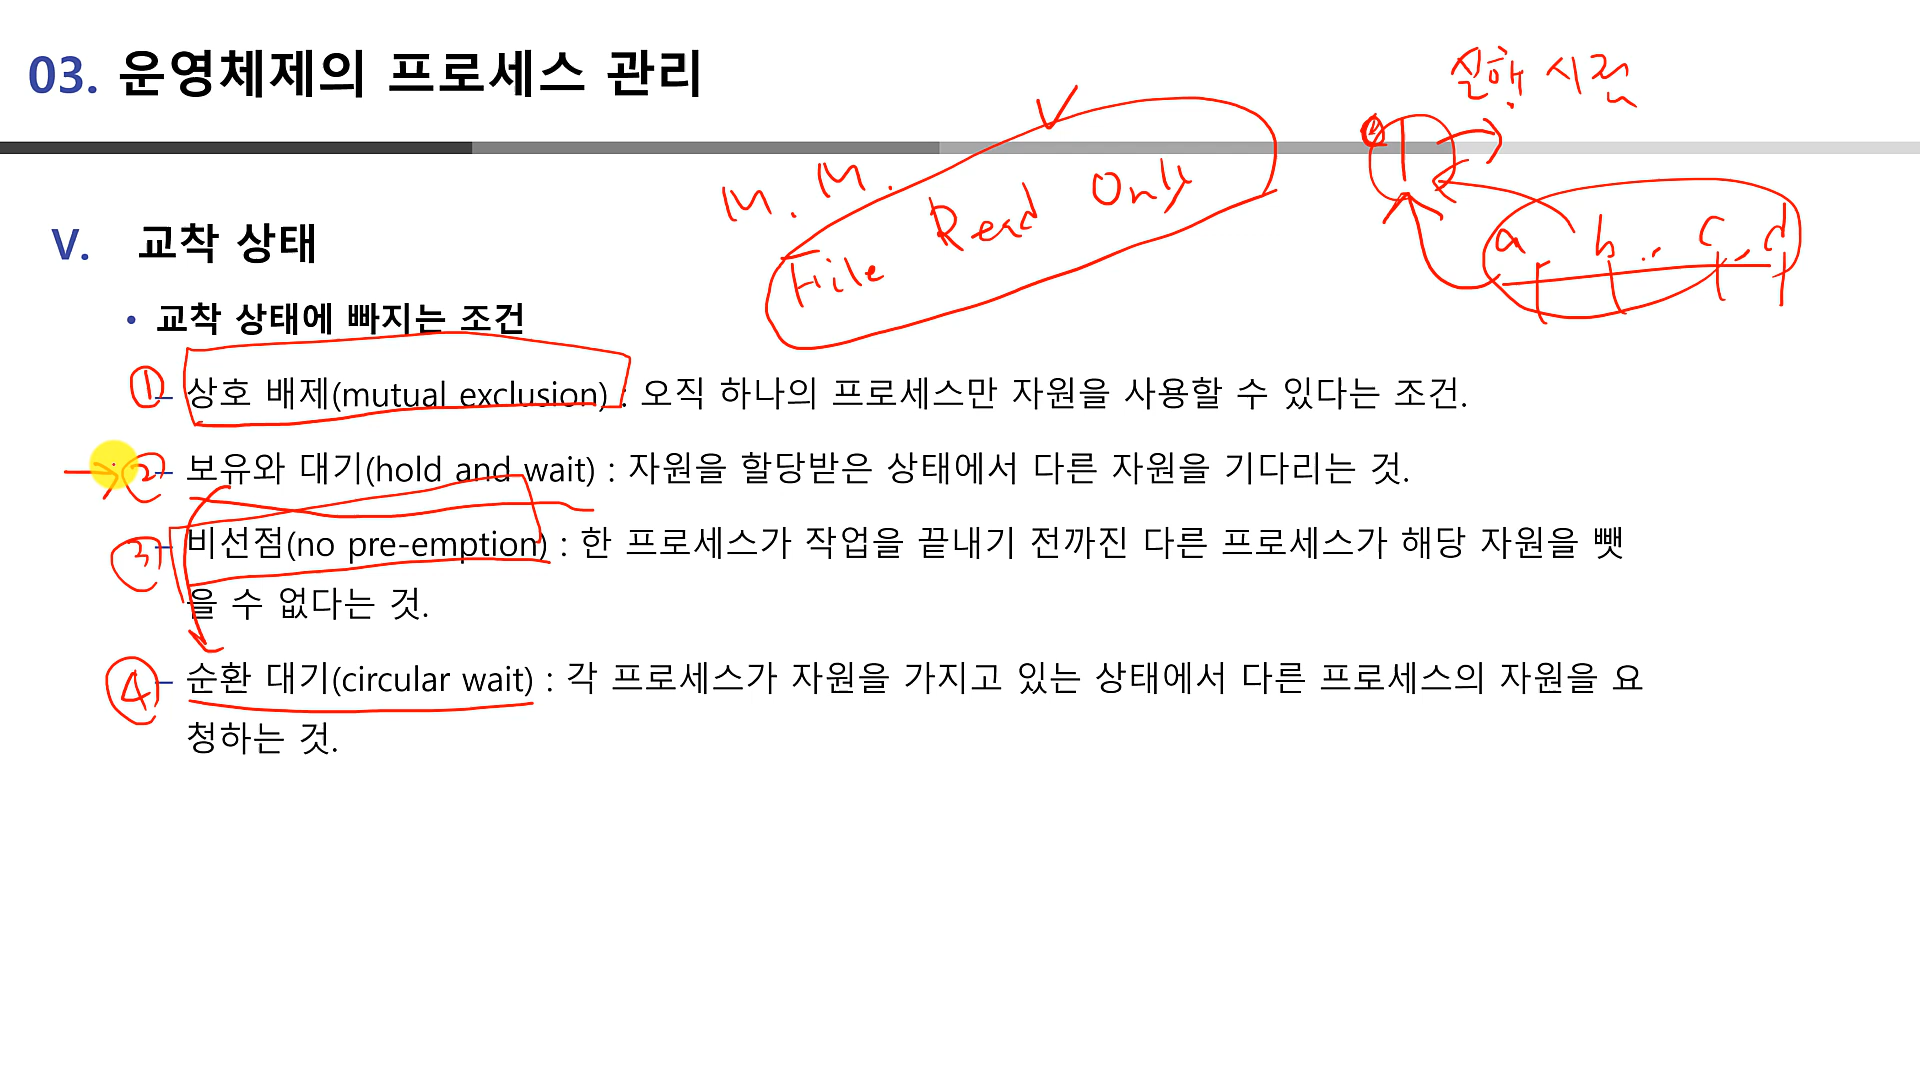 03. 운영체제의 프로세스 관리
실행 시전
M. M.
File Read Only
a, b, c, d
V. 교착 상태
• 교착 상태에 빠지는 조건
① – 상호 배제(mutual exclusion) : 오직 하나의 프로세스만 자원을 사용할 수 있다는 조건.
② – 보유와 대기(hold and wait) : 자원을 할당받은 상태에서 다른 자원을 기다리는 것.
③ – 비선점(no pre-emption) : 한 프로세스가 작업을 끝내기 전까진 다른 프로세스가 해당 자원을 뺏
을 수 없다는 것.
④ – 순환 대기(circular wait) : 각 프로세스가 자원을 가지고 있는 상태에서 다른 프로세스의 자원을 요
청하는 것.